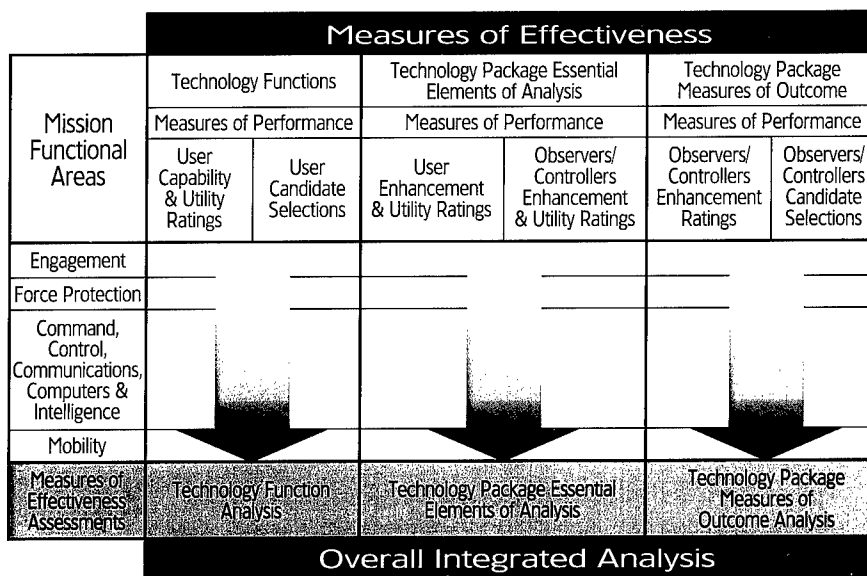 Measures of Effectiveness
Mission
Functional
Areas
Technology Functions
Technology Package Essential
Elements of Analysis
Technology Package
Measures of Outcome
Measures of Performance
Measures of Performance
Measures of Performance
User
Capability
& Utility
Ratings
User
Candidate
Selections
User
Enhancement
& Utility Ratings
Observers/
Controllers
Enhancement
& Utility Ratings
Observers/
Controllers
Enhancement
Ratings
Observers/
Controllers
Candidate
Selections
Engagement
Force Protection
Command,
Control,
Communications,
Computers &
Intelligence
Mobility
Measures of
Effectiveness
Assessments
Technology Function
Analysis
Technology Package Essential
Elements of Analysis
Technology Package
Measures of
Outcome Analysis
Overall Integrated Analysis